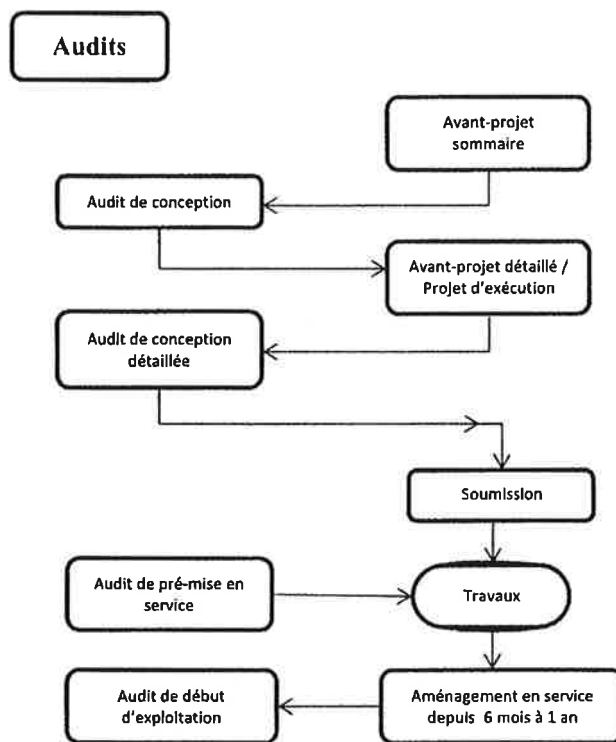 Audits
Avant-projet
sommaire
Audit de conception
Avant-projet détaillé /
Projet d'exécution
Audit de conception
détaillée
Soumission
Audit de pré-mise en
service
Travaux
Audit de début
d'exploitation
Aménagement en service
depuis 6 mois à 1 an